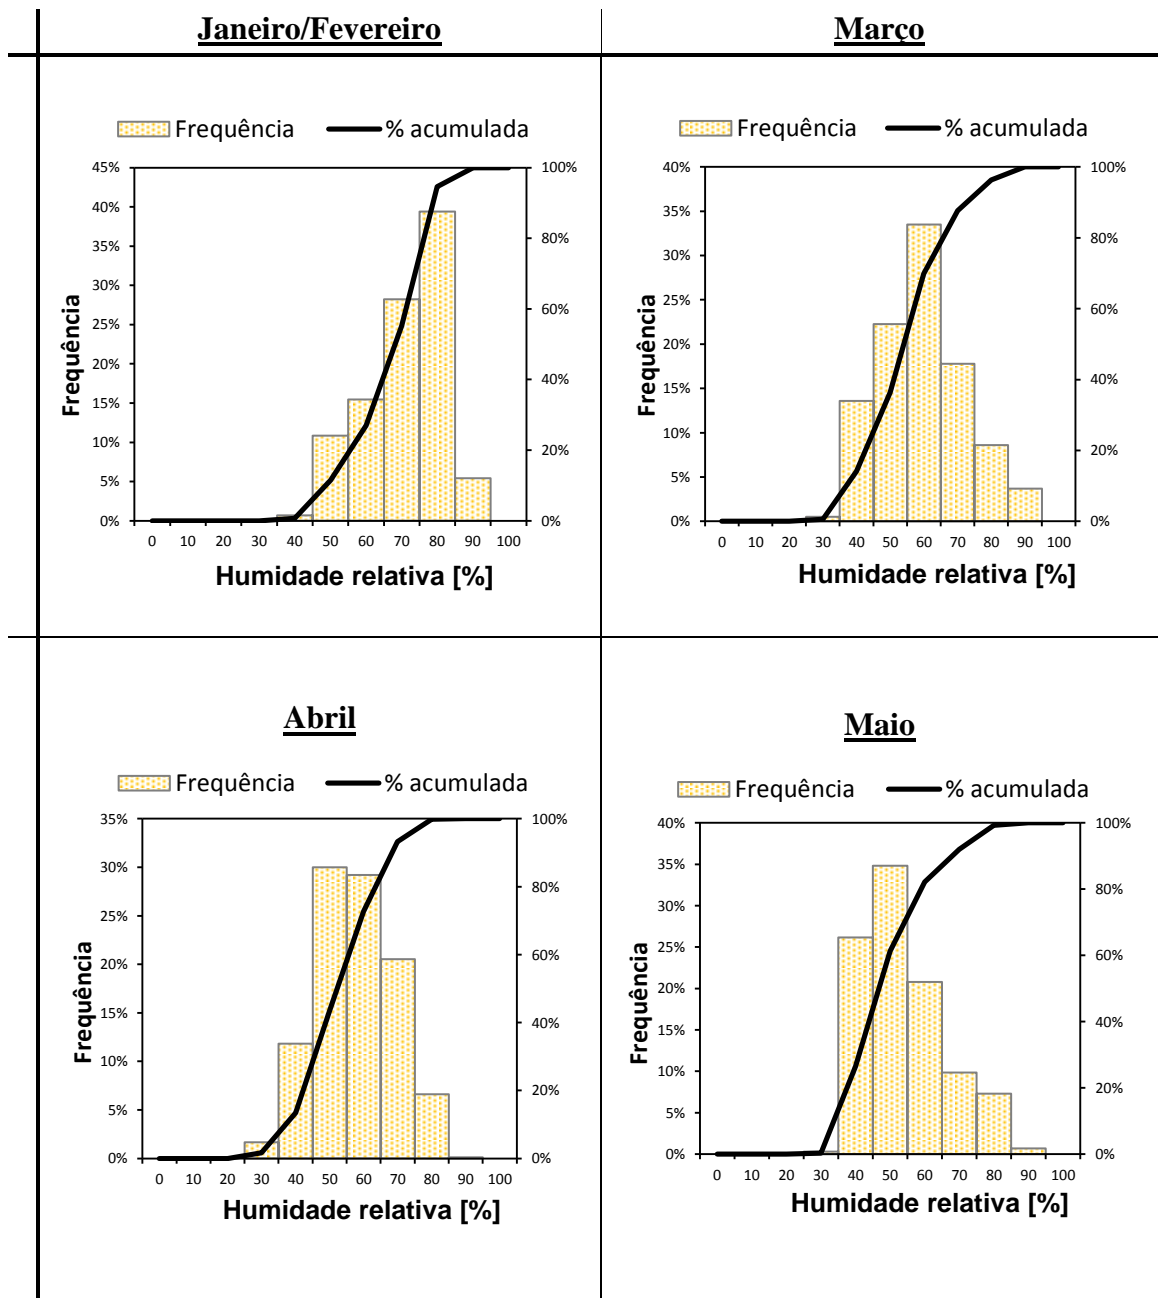 Janeiro/Fevereiro
Frequência % acumulada
45% 100%
40%
35% 80%
30%
25% 60%
20%
15% 40%
10% 20%
5%
0% 0%
0 10 20 30 40 50 60 70 80 90 100
Frequência
Humidade relativa [%]
Março
Frequência % acumulada
40% 100%
35%
30% 80%
25%
20% 60%
15% 40%
10%
5% 20%
0% 0%
0 10 20 30 40 50 60 70 80 90 100
Frequência
Humidade relativa [%]
Abril
Frequência % acumulada
35% 100%
30%
25% 80%
20%
15% 60%
10% 40%
5% 20%
0% 0%
0 10 20 30 40 50 60 70 80 90 100
Frequência
Humidade relativa [%]
Maio
Frequência % acumulada
40% 100%
35%
30% 80%
25%
20% 60%
15% 40%
10%
5% 20%
0% 0%
0 10 20 30 40 50 60 70 80 90 100
Frequência
Humidade relativa [%]